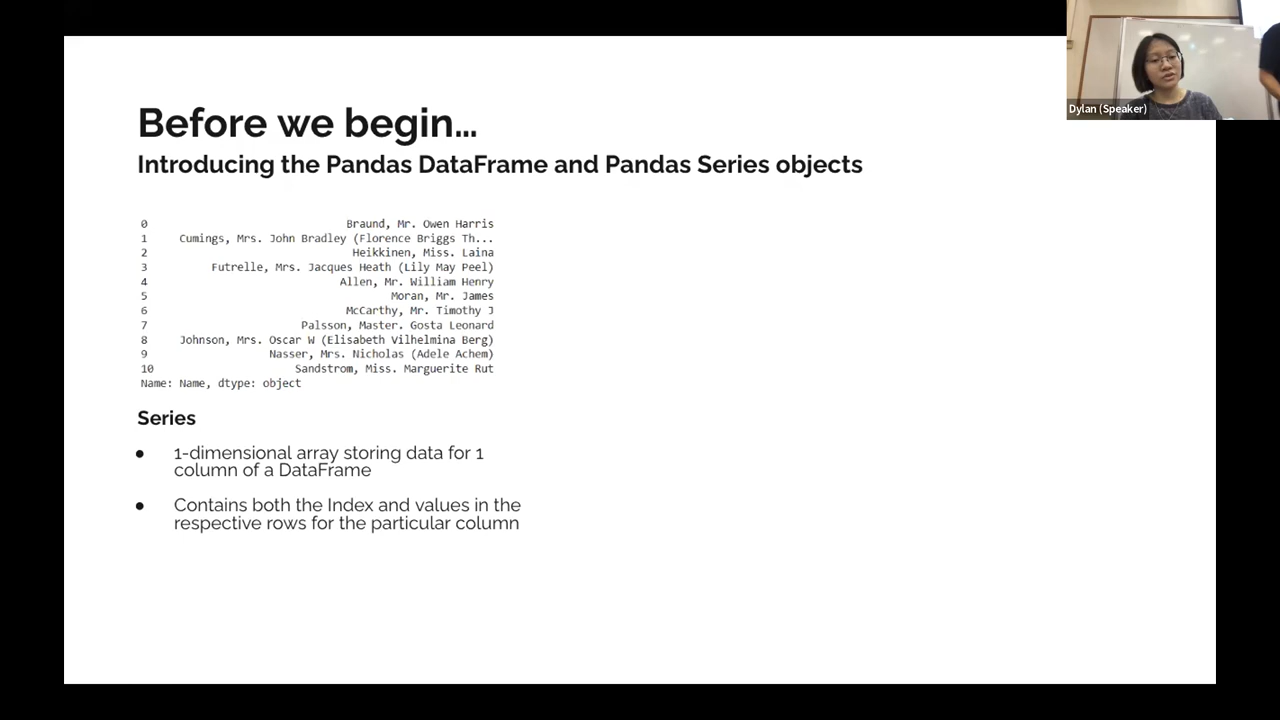 Dylan (Speaker)
Before we begin...
Introducing the Pandas DataFrame and Pandas Series objects
0 Braund, Mr. Owen Harris
1 Cumings, Mrs. John Bradley (Florence Briggs Th...
2 Heikkinen, Miss. Laina
3 Futrelle, Mrs. Jacques Heath (Lily May Peel)
4 Allen, Mr. William Henry
5 Moran, Mr. James
6 McCarthy, Mr. Timothy J
7 Palsson, Master. Gosta Leonard
8 Johnson, Mrs. Oscar W (Elisabeth Vilhelmina Berg)
9 Nasser, Mrs. Nicholas (Adele Achem)
10 Sandstrom, Miss. Marguerite Rut
Name: Name, dtype: object
Series
● 1-dimensional array storing data for 1
column of a DataFrame
● Contains both the Index and values in the
respective rows for the particular column